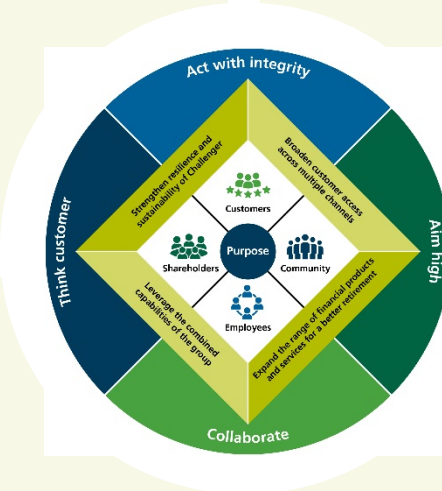 Act with integrity
Strengthen resilience and
sustainability of Challenger
Broaden customer access
across multiple channels
Customers
Think customer
Shareholders
Purpose
Community
Aim high
Employees
Leverage the combined
capabilities of the group
Expand the range of financial products
and services for a better retirement
Collaborate